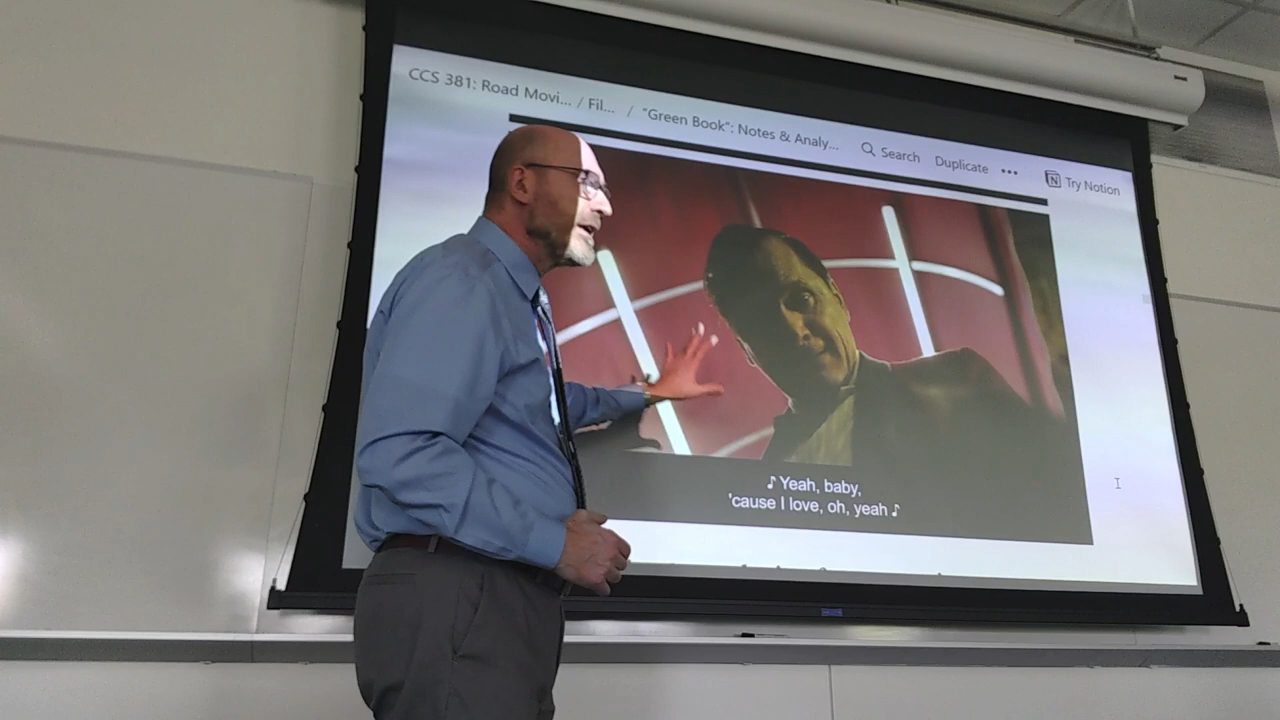 CCS 381: Road Movi... / Fil... / "Green Book": Notes & Analy... Search Duplicate ••• Try Notion
♪ Yeah, baby,
'cause I love, oh, yeah ♪